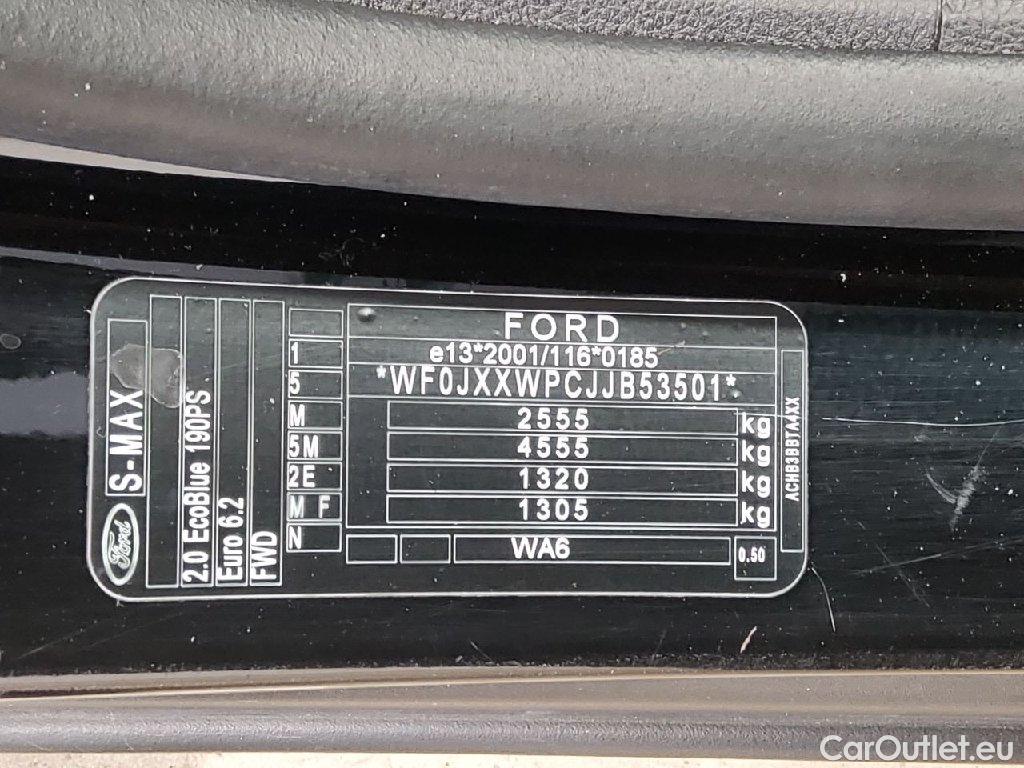 FORD
e13*2001/116*0185
*WF0JXXWPCJJB53501*
2555 kg
4555 kg
1320 kg
1305 kg
WA6
0.50
1
5
M
5M
2E
M F
N
Ford
S-MAX
2.0 EcoBlue 190PS
Euro 6.2
FWD
ACHB3BBTA4XX
CarOutlet.eu